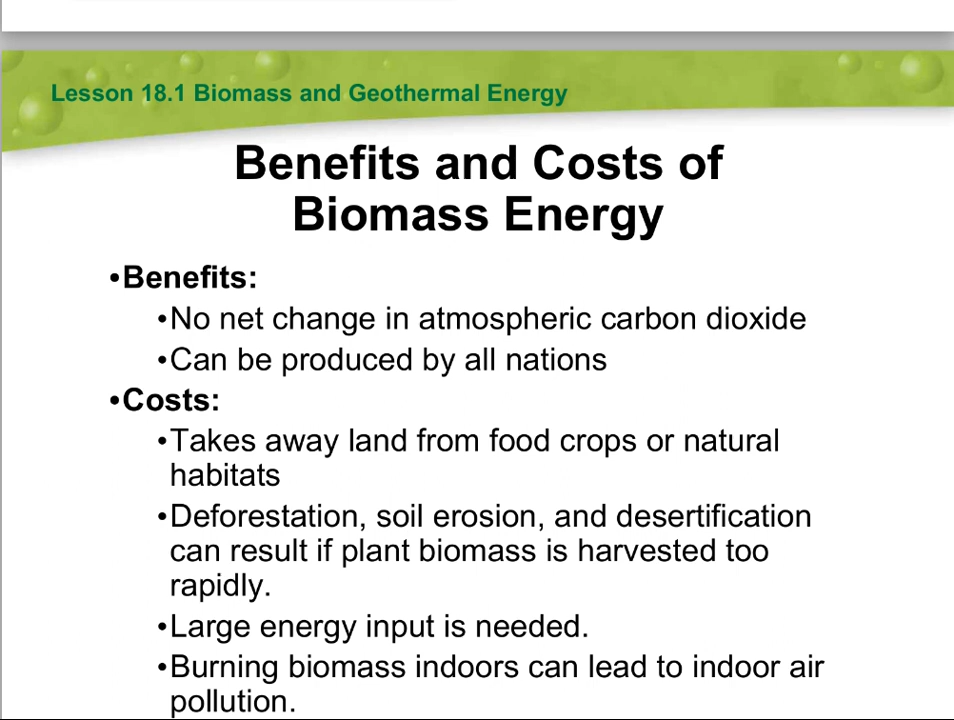 Lesson 18.1 Biomass and Geothermal Energy
Benefits and Costs of
Biomass Energy
•Benefits:
•No net change in atmospheric carbon dioxide
•Can be produced by all nations
•Costs:
•Takes away land from food crops or natural
habitats
•Deforestation, soil erosion, and desertification
can result if plant biomass is harvested too
rapidly.
•Large energy input is needed.
•Burning biomass indoors can lead to indoor air
pollution.